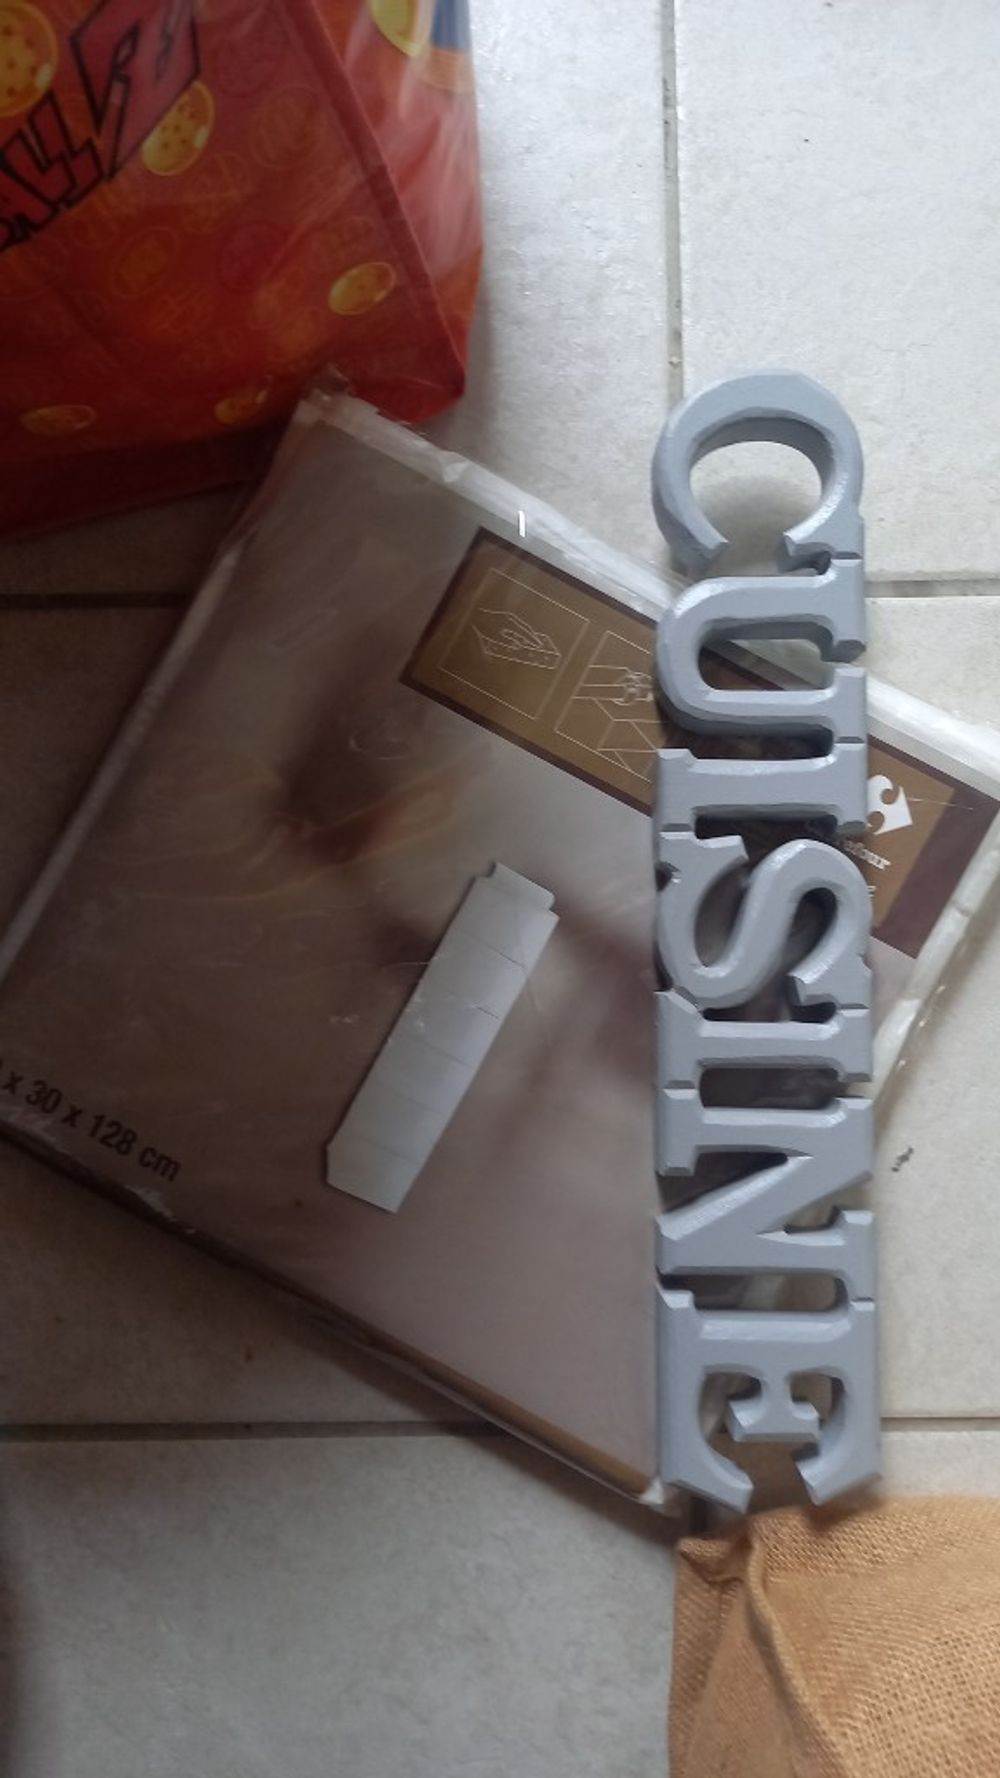 CUISINE
x 30 x 128 cm